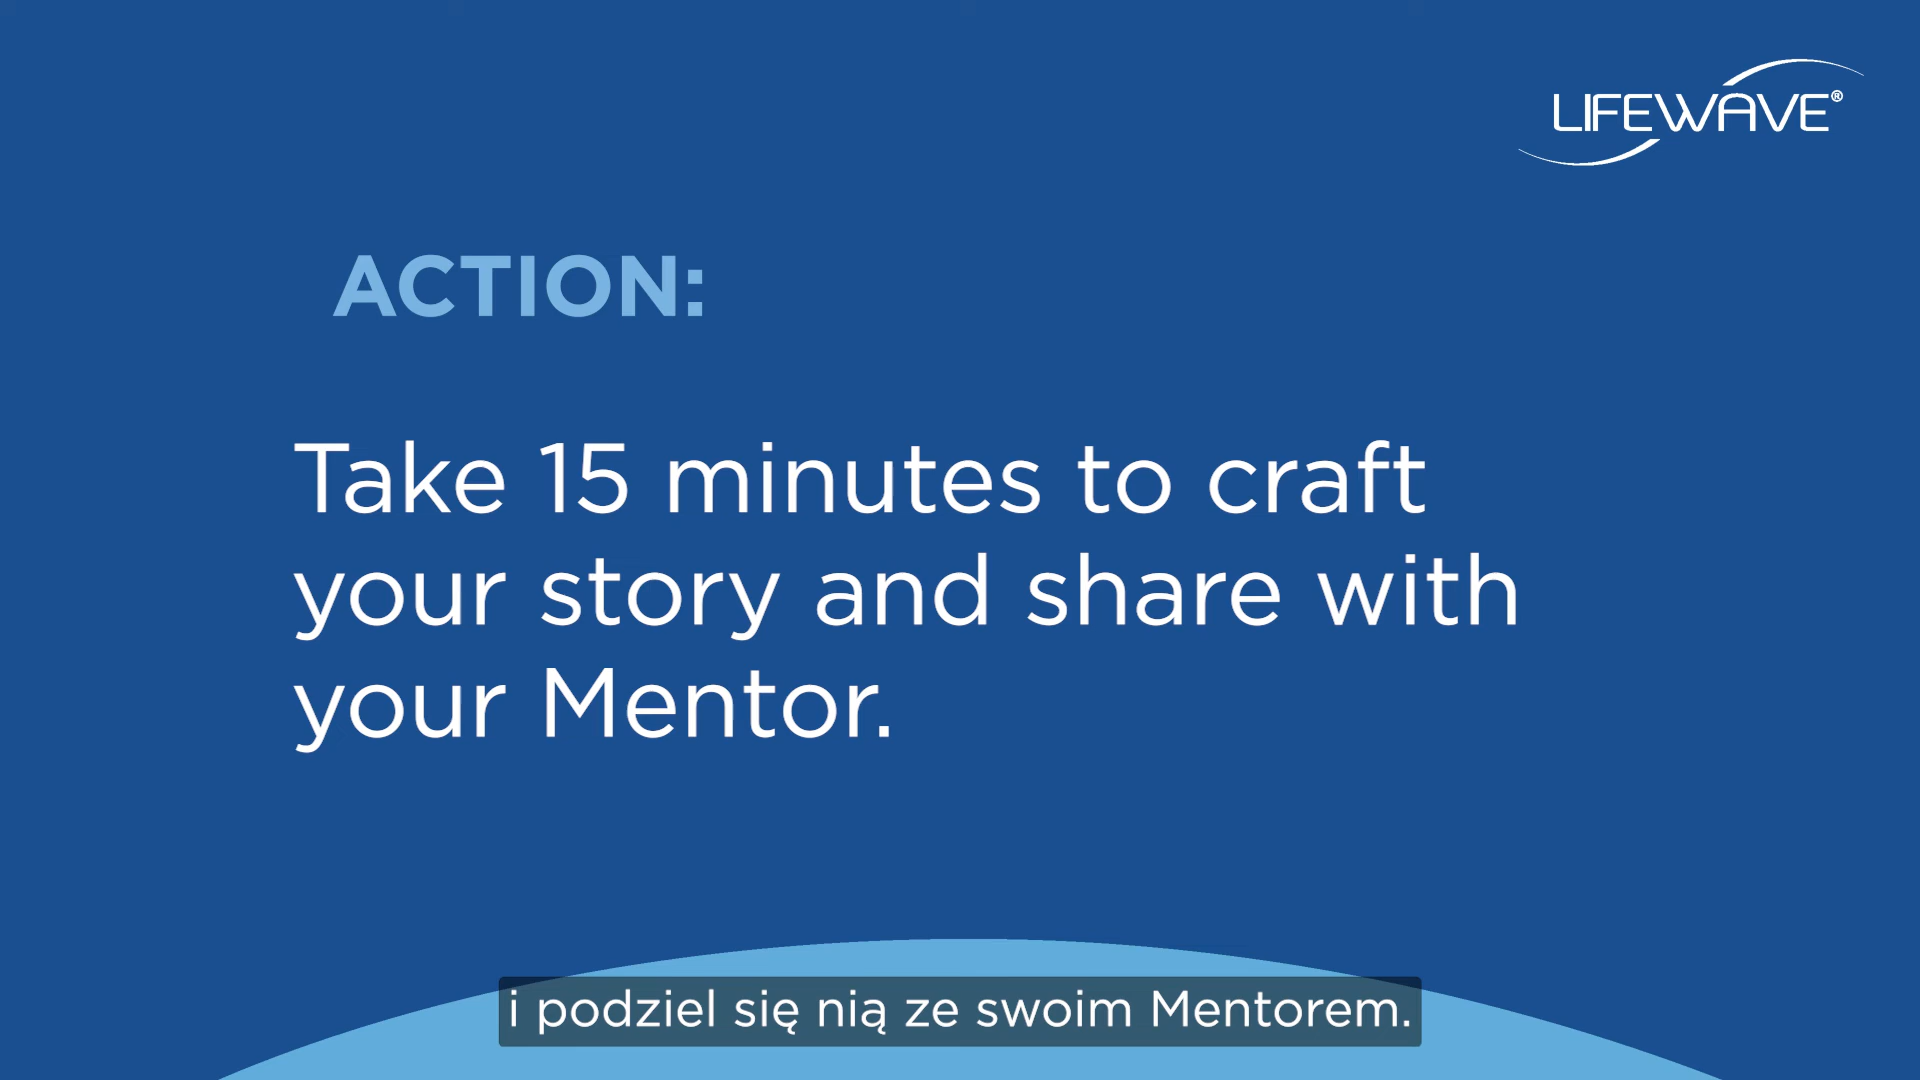 LIFEWAVE®
ACTION:
Take 15 minutes to craft
your story and share with
your Mentor.
i podziel się nią ze swoim Mentorem.